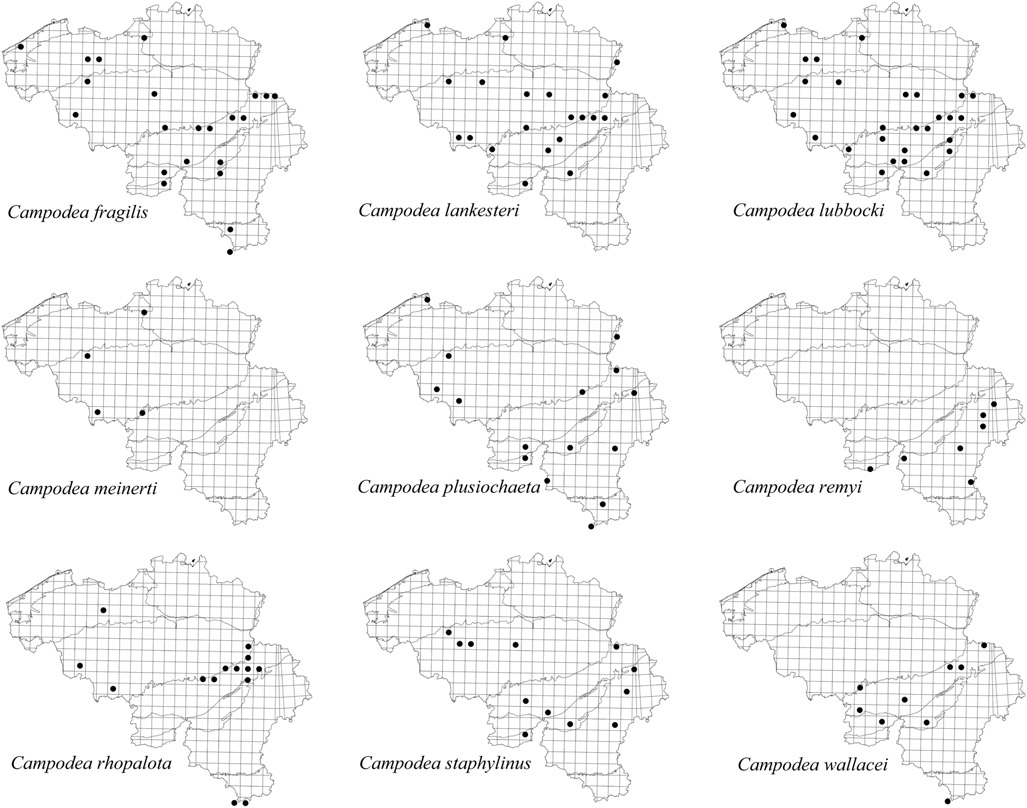 Campodea fragilis
Campodea lankesteri
Campodea lubbocki
Campodea meinerti
Campodea plusiochaeta
Campodea remyi
Campodea rhopalota
Campodea staphylinus
Campodea wallacei